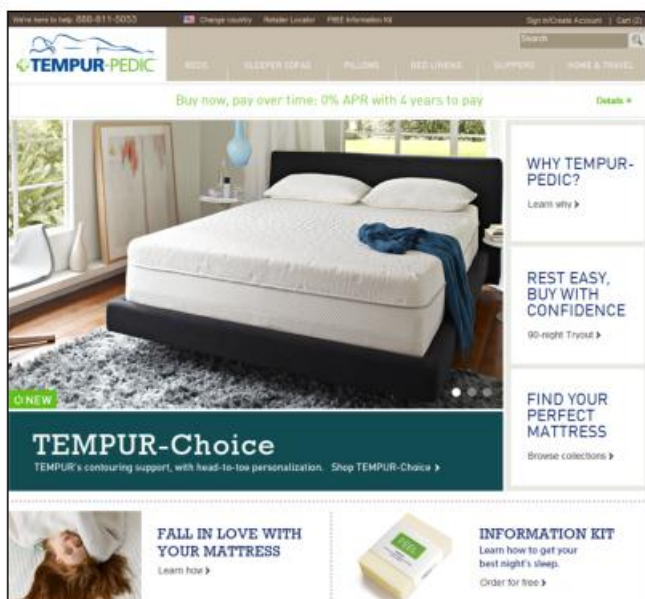 We're here to help: 888-811-5053
Change country
Retailer Locator
FREE Information Kit
Sign In/Create Account | Cart (2)
Search
TEMPUR-PEDIC
BEDS
SLEEPER SOFAS
PILLOWS
BED LINENS
SLIPPERS
HOME & TRAVEL
Buy now, pay over time: 0% APR with 4 years to pay
Details
WHY TEMPUR-
PEDIC?
Learn why
REST EASY,
BUY WITH
CONFIDENCE
90-night Tryout
FIND YOUR
PERFECT
MATTRESS
Browse collections
NEW
TEMPUR-Choice
TEMPUR's contouring support, with head-to-toe personalization. Shop TEMPUR-Choice
FALL IN LOVE WITH
YOUR MATTRESS
Learn how
FEEL
INFORMATION KIT
Learn how to get your
best night's sleep.
Order for free